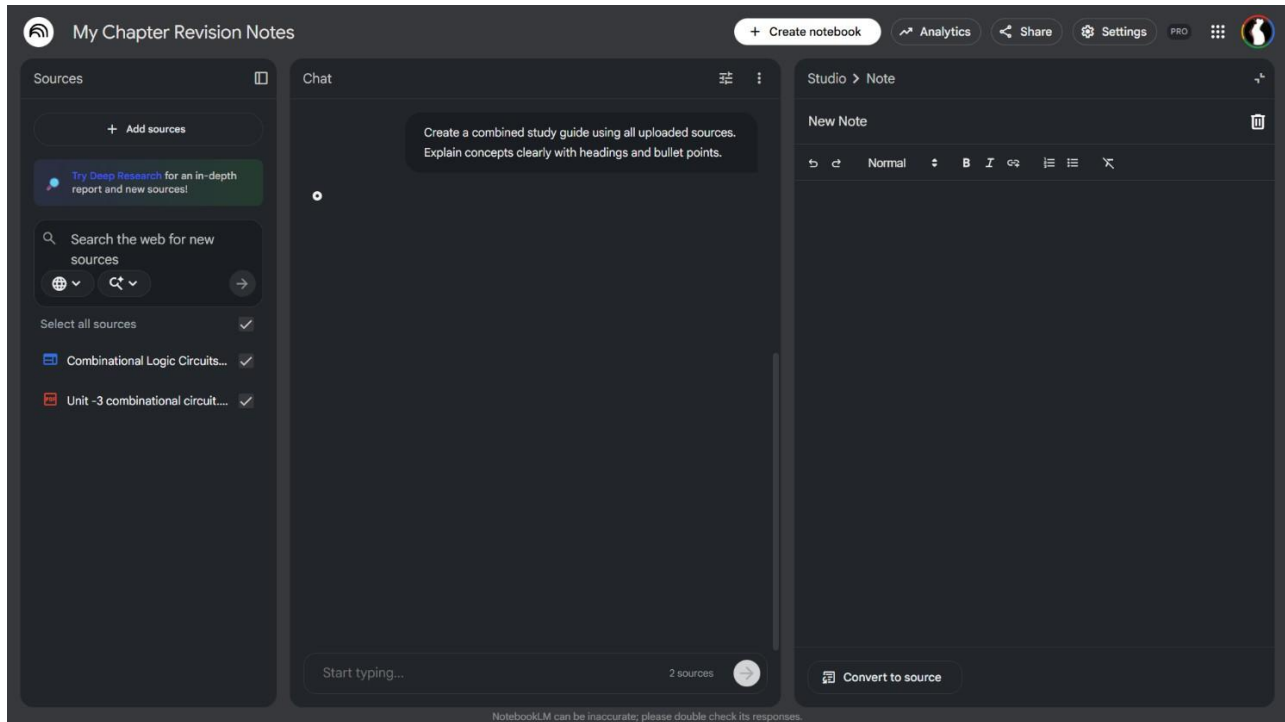 My Chapter Revision Notes
+ Create notebook
Analytics
Share
Settings
PRO
Sources
+ Add sources
Try Deep Research for an in-depth
report and new sources!
Search the web for new
sources
Select all sources
Combinational Logic Circuits...
PDF
Unit -3 combinational circuit....
Chat
Create a combined study guide using all uploaded sources.
Explain concepts clearly with headings and bullet points.
Start typing...
2 sources
Studio > Note
New Note
Normal
B
I
Convert to source
NotebookLM can be inaccurate; please double check its responses.